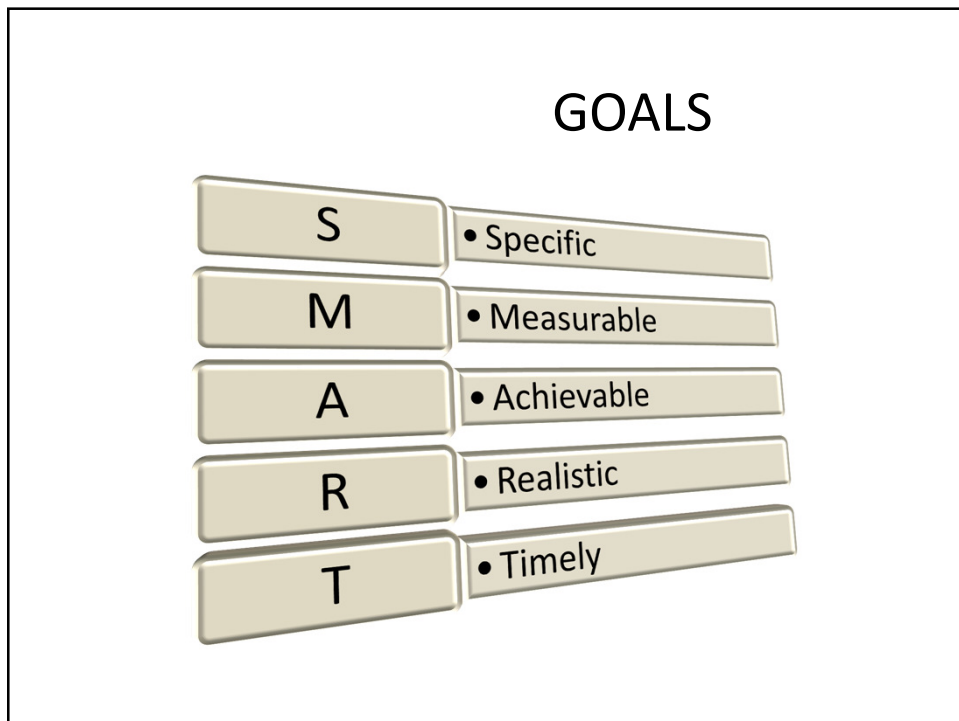 GOALS
S
• Specific
M
• Measurable
A
• Achievable
R
• Realistic
T
• Timely